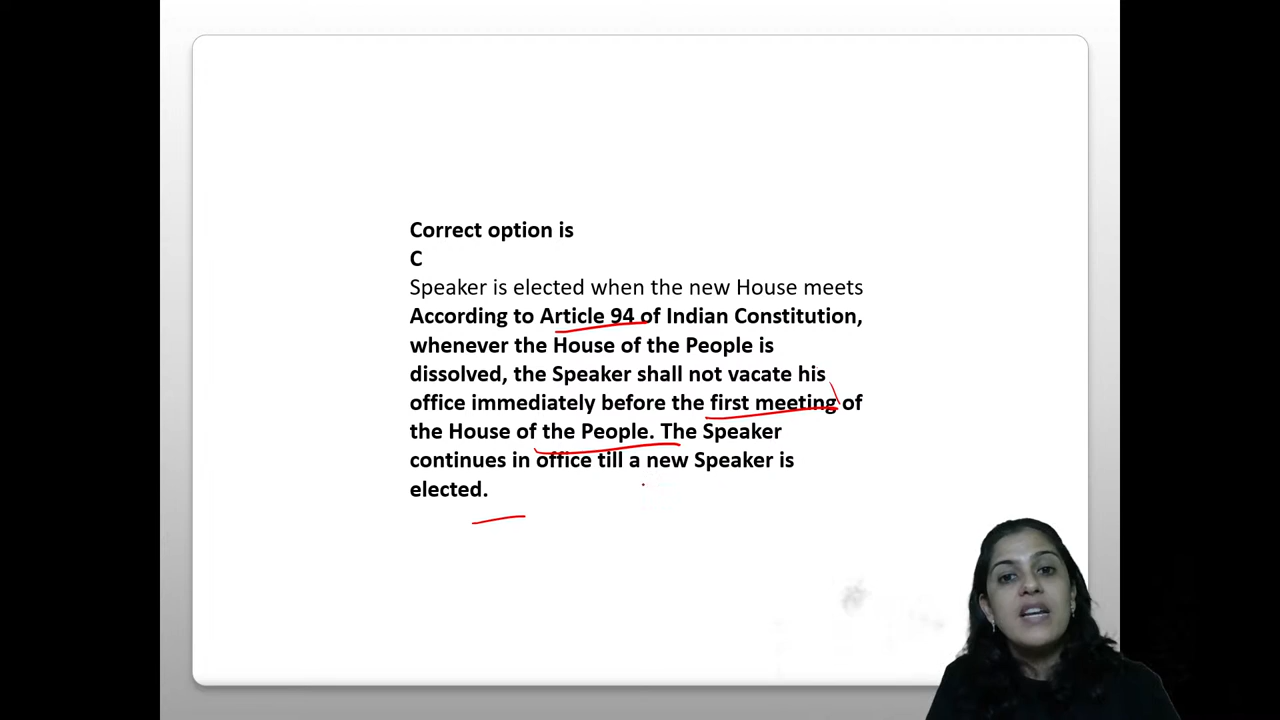 Correct option is
C
Speaker is elected when the new House meets
According to Article 94 of Indian Constitution,
whenever the House of the People is
dissolved, the Speaker shall not vacate his
office immediately before the first meeting of
the House of the People. The Speaker
continues in office till a new Speaker is
elected.